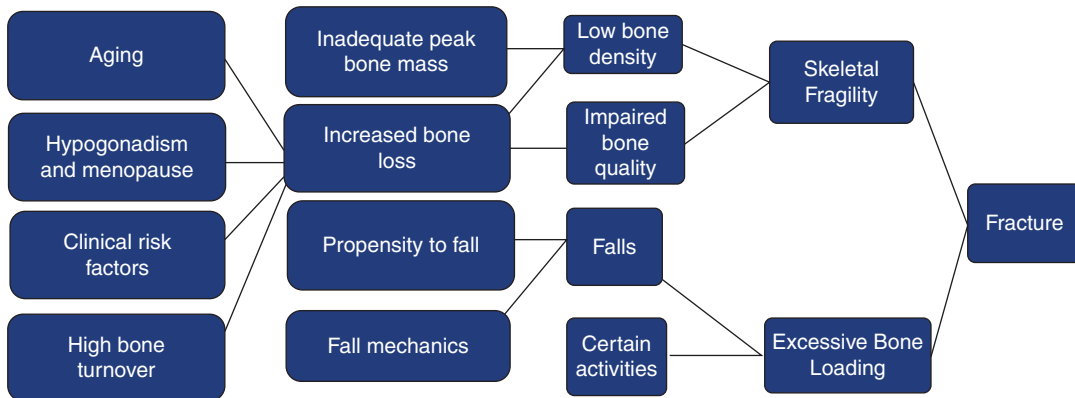 Aging
Hypogonadism
and menopause
Clinical risk
factors
High bone
turnover
Inadequate peak
bone mass
Increased bone
loss
Propensity to fall
Fall mechanics
Low bone
density
Impaired
bone
quality
Falls
Certain
activities
Skeletal
Fragility
Excessive Bone
Loading
Fracture